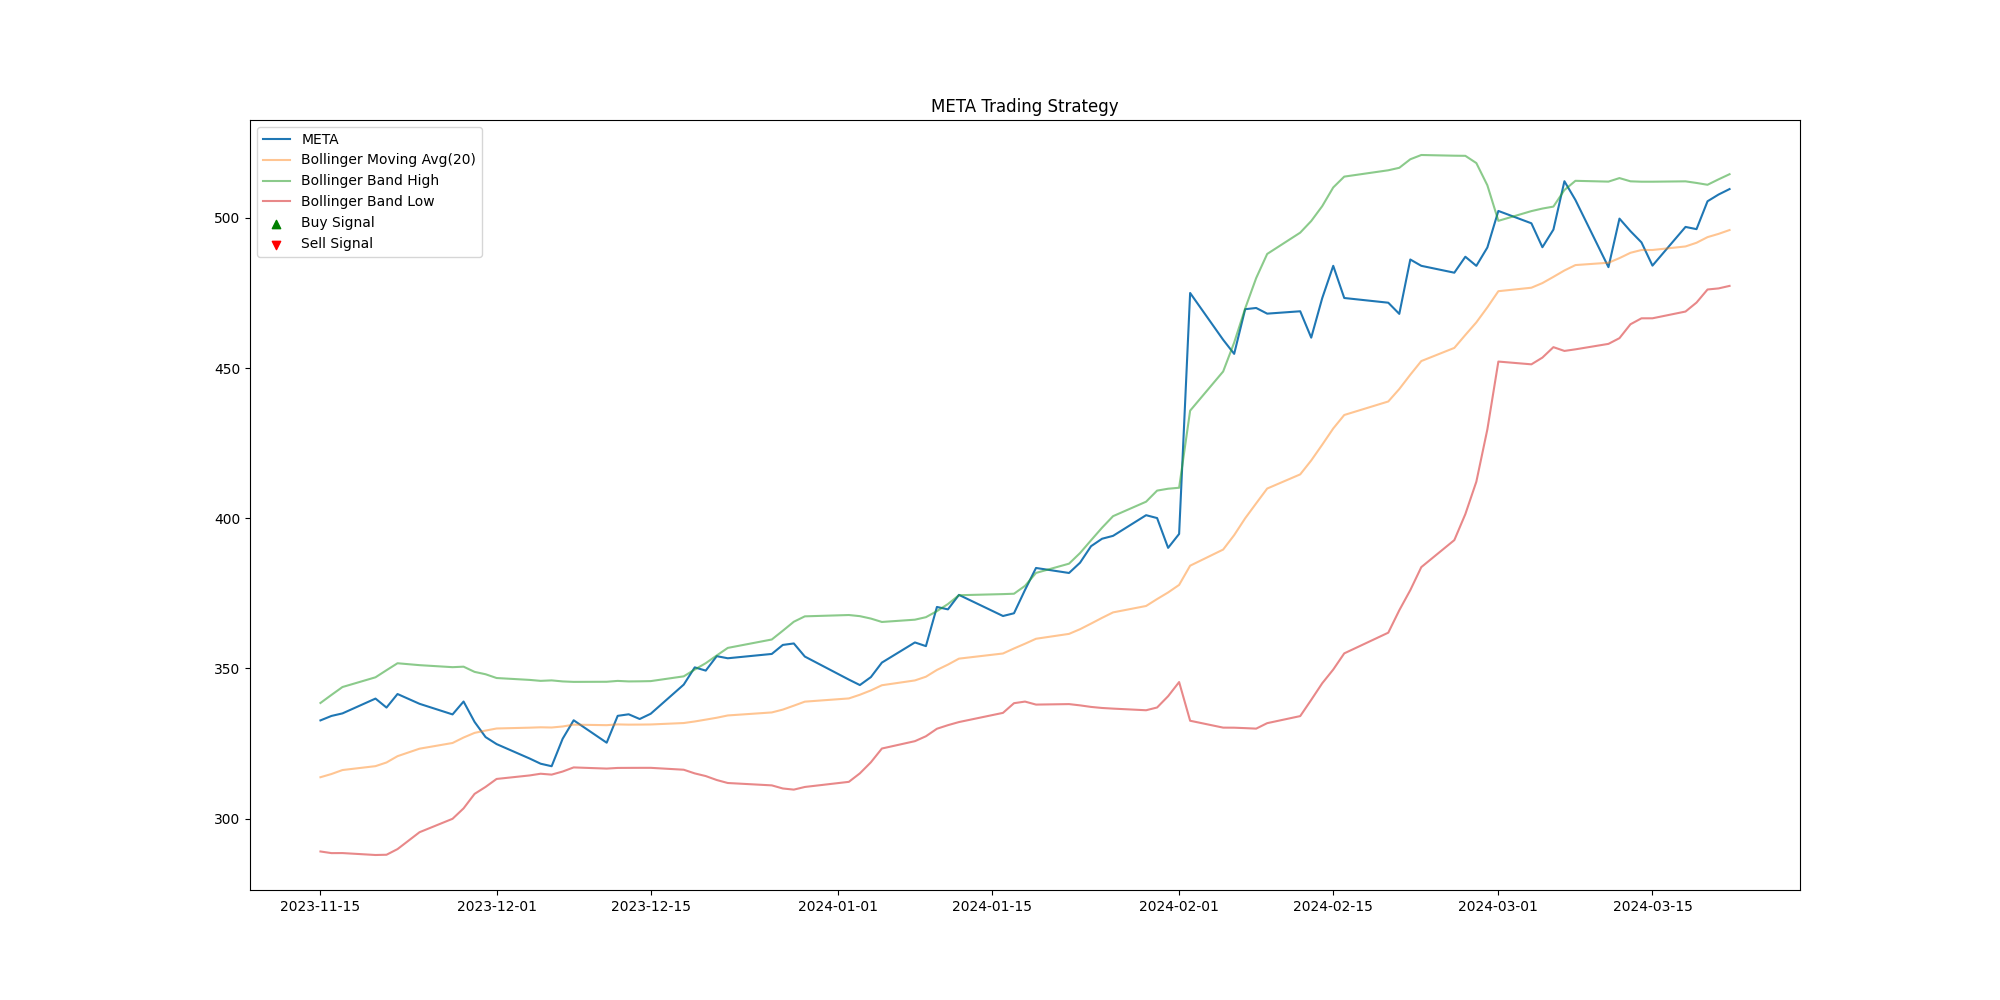 META Trading Strategy
META
Bollinger Moving Avg(20)
Bollinger Band High
Bollinger Band Low
Buy Signal
Sell Signal
500
450
400
350
300
2023-11-15 2023-12-01 2023-12-15 2024-01-01 2024-01-15 2024-02-01 2024-02-15 2024-03-01 2024-03-15